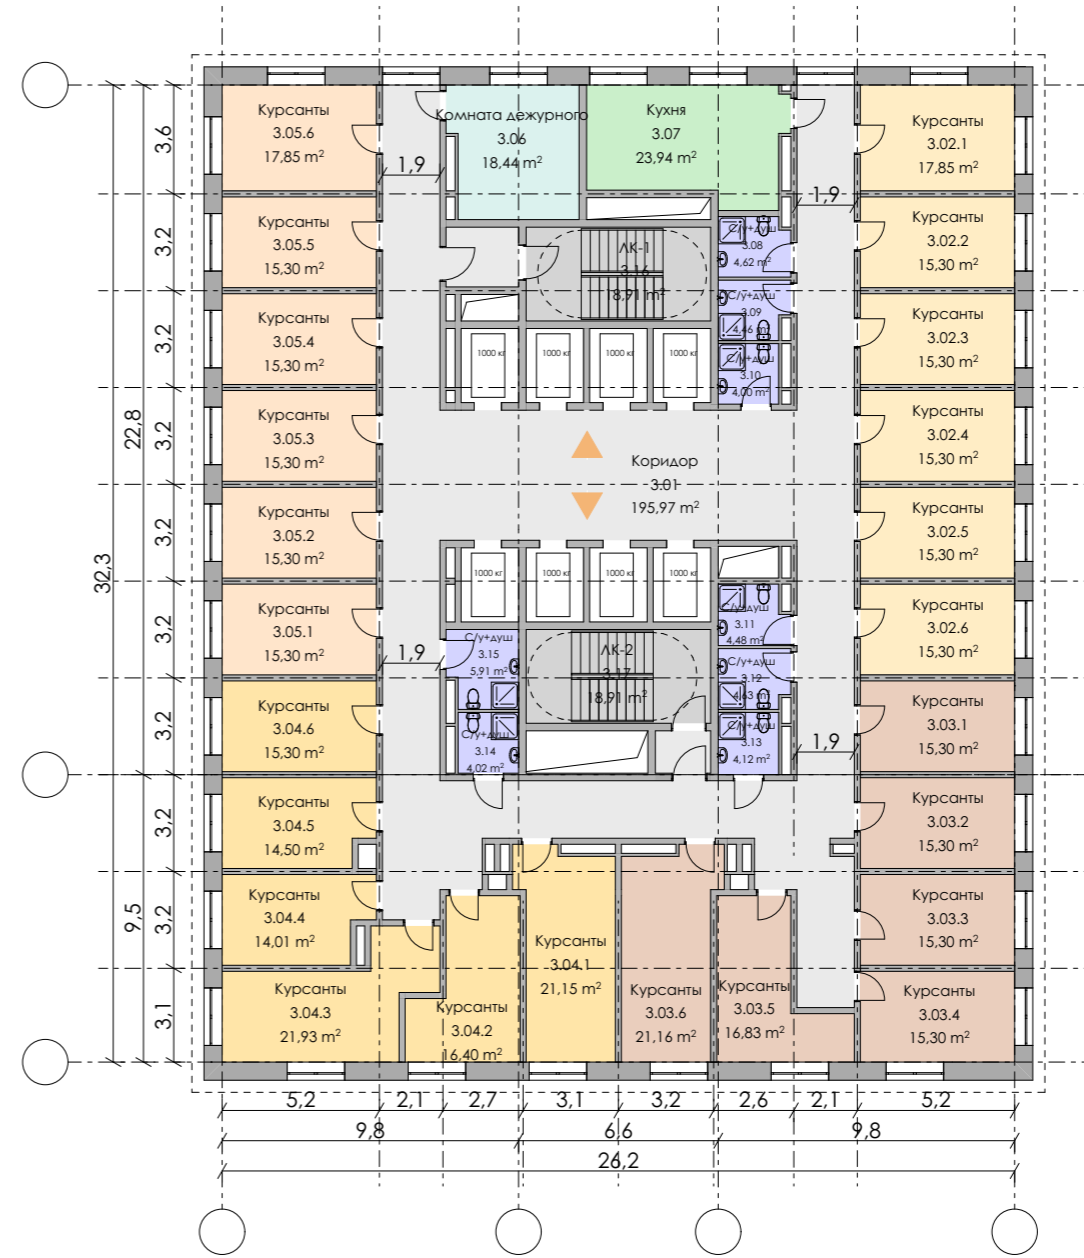 Курсанты
3.05.6
17,85 m²
Комната дежурного
3.06
18,44 m²
Кухня
3.07
23,94 m²
Курсанты
3.02.1
17,85 m²
3,6
1,9
1,9
Курсанты
3.05.5
15,30 m²
ЛК-1
3.16
18,91 m²
С/у+душ
3.08
4,62 m²
Курсанты
3.02.2
15,30 m²
3,2
С/у+душ
3.09
4,46 m²
Курсанты
3.05.4
15,30 m²
1000 кг
1000 кг
1000 кг
1000 кг
С/у+душ
3.10
4,00 m²
Курсанты
3.02.3
15,30 m²
3,2
Курсанты
3.05.3
15,30 m²
Коридор
3.01
195,97 m²
Курсанты
3.02.4
15,30 m²
3,2
22,8
Курсанты
3.05.2
15,30 m²
Курсанты
3.02.5
15,30 m²
3,2
32,3
1000 кг
1000 кг
1000 кг
1000 кг
Курсанты
3.05.1
15,30 m²
С/у+душ
3.11
4,48 m²
Курсанты
3.02.6
15,30 m²
3,2
1,9
С/у+душ
3.15
5,91 m²
ЛК-2
3.17
18,91 m²
С/у+душ
3.12
4,63 m²
Курсанты
3.04.6
15,30 m²
С/у+душ
3.14
4,02 m²
С/у+душ
3.13
4,12 m²
1,9
Курсанты
3.03.1
15,30 m²
3,2
Курсанты
3.04.5
14,50 m²
Курсанты
3.03.2
15,30 m²
3,2
Курсанты
3.04.4
14,01 m²
Курсанты
3.04.1
21,15 m²
Курсанты
3.03.3
15,30 m²
3,2
9,5
Курсанты
3.04.3
21,93 m²
Курсанты
3.04.2
16,40 m²
Курсанты
3.03.6
21,16 m²
Курсанты
3.03.5
16,83 m²
Курсанты
3.03.4
15,30 m²
3,1
5,2
2,1
2,7
3,1
3,2
2,6
2,1
5,2
9,8
6,6
9,8
26,2